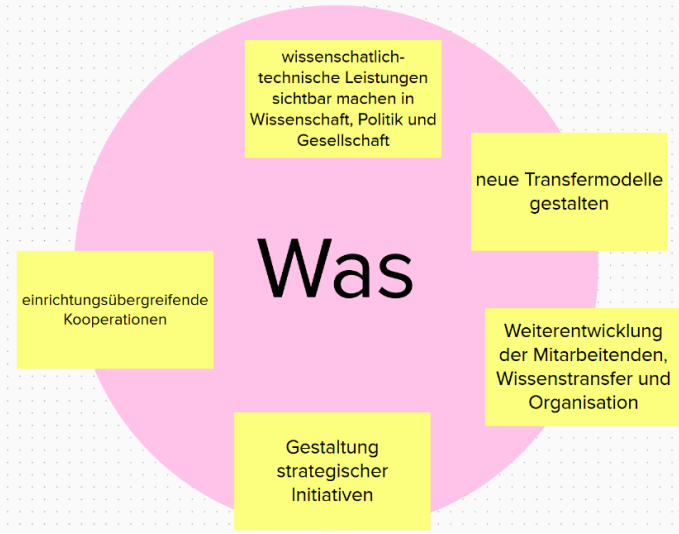 wissenschatlich-
technische Leistungen
sichtbar machen in
Wissenschaft, Politik und
Gesellschaft
neue Transfermodelle
gestalten
Was
einrichtungsübergreifende
Kooperationen
Weiterentwicklung
der Mitarbeitenden,
Wissenstransfer und
Organisation
Gestaltung
strategischer
Initiativen